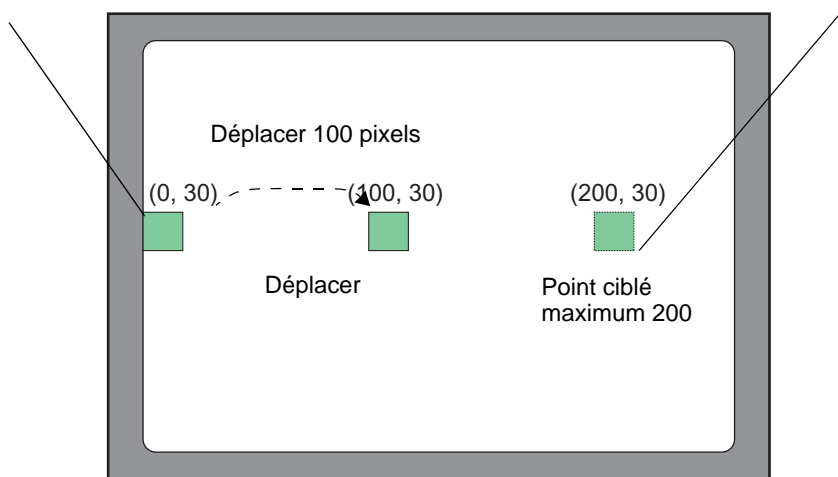 Déplacer 100 pixels
(0, 30)
(100, 30)
(200, 30)
Déplacer
Point ciblé
maximum 200